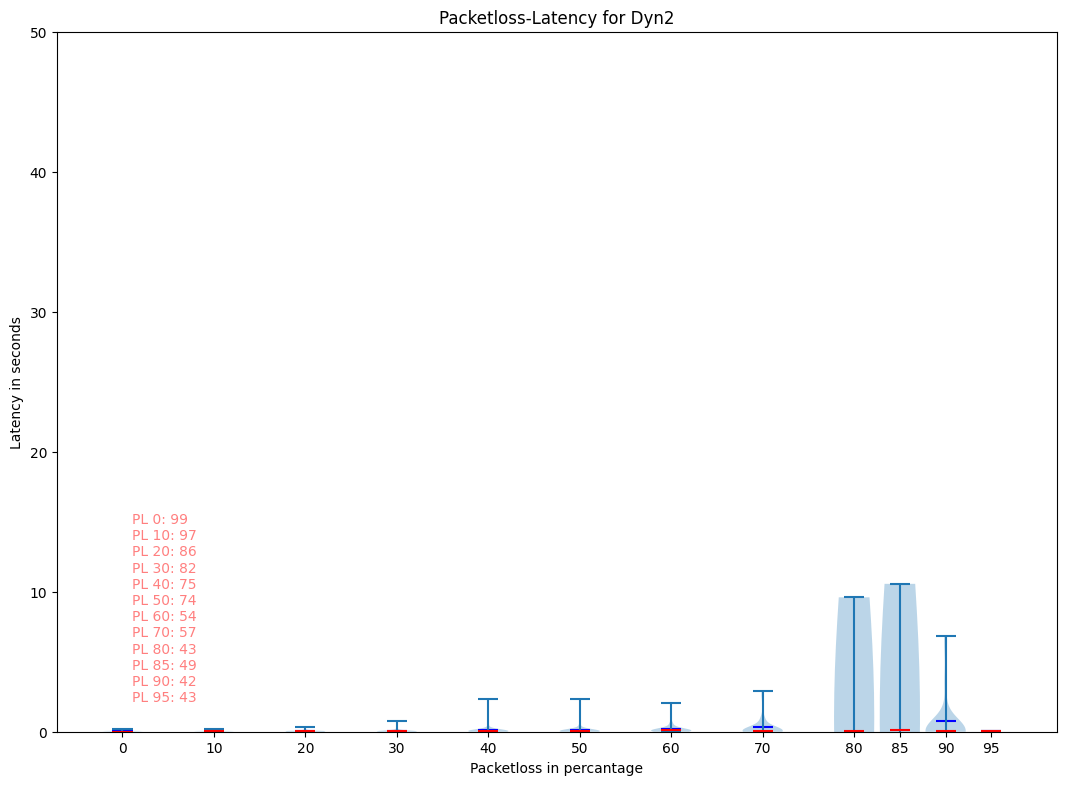 Packetloss-Latency for Dyn2
50
40
30
20
10
0
Latency in seconds
PL 0: 99
PL 10: 97
PL 20: 86
PL 30: 82
PL 40: 75
PL 50: 74
PL 60: 54
PL 70: 57
PL 80: 43
PL 85: 49
PL 90: 42
PL 95: 43
0 10 20 30 40 50 60 70 80 85 90 95
Packetloss in percantage